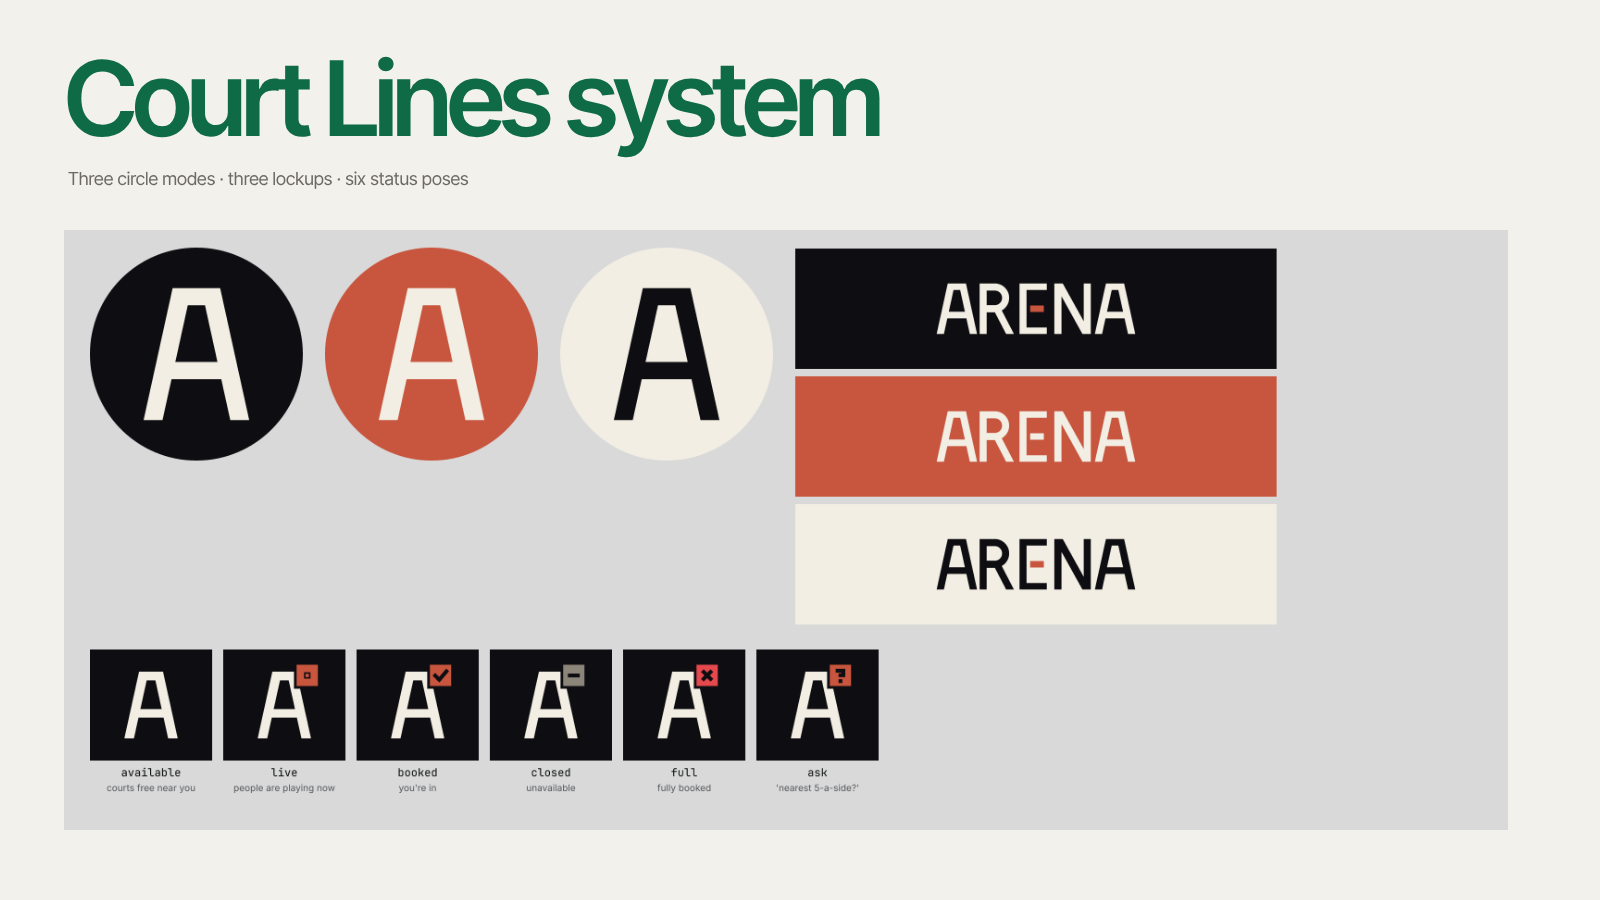 Court Lines system
Three circle modes · three lockups · six status poses
A A A
ARENA
ARENA
ARENA
A A A A A A
available live booked closed full ask
courts free near you people are playing now you're in unavailable fully booked 'nearest 5-a-side?'